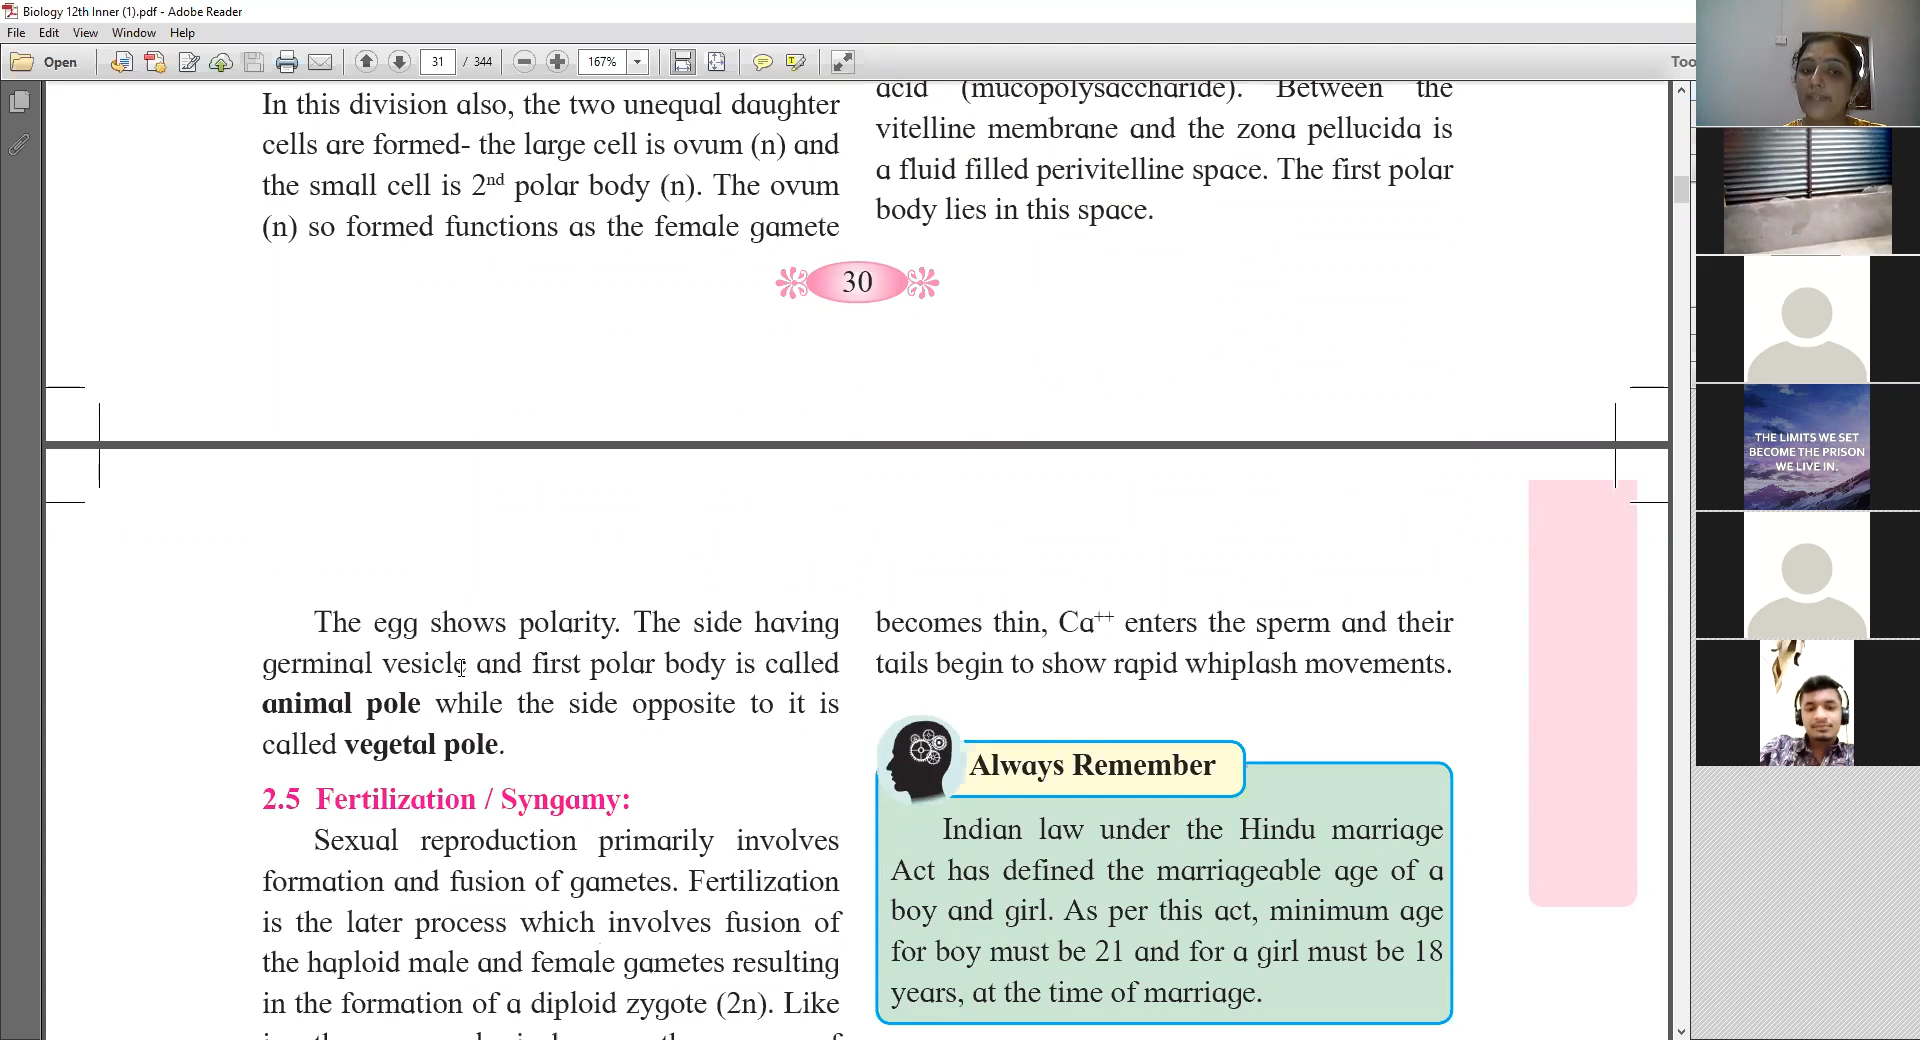 Biology 12th Inner (1).pdf - Adobe Reader
File Edit View Window Help
Open 31 / 344 167% Too
In this division also, the two unequal daughter
cells are formed- the large cell is ovum (n) and
the small cell is 2nd polar body (n). The ovum
(n) so formed functions as the female gamete
acid (mucopolysaccharide). Between the
vitelline membrane and the zona pellucida is
a fluid filled perivitelline space. The first polar
body lies in this space.
30
The egg shows polarity. The side having
germinal vesicle and first polar body is called
animal pole while the side opposite to it is
called vegetal pole.
2.5 Fertilization / Syngamy:
Sexual reproduction primarily involves
formation and fusion of gametes. Fertilization
is the later process which involves fusion of
the haploid male and female gametes resulting
in the formation of a diploid zygote (2n). Like
becomes thin, Ca++ enters the sperm and their
tails begin to show rapid whiplash movements.
Always Remember
Indian law under the Hindu marriage
Act has defined the marriageable age of a
boy and girl. As per this act, minimum age
for boy must be 21 and for a girl must be 18
years, at the time of marriage.
THE LIMITS WE SET
BECOME THE PRISON
WE LIVE IN.